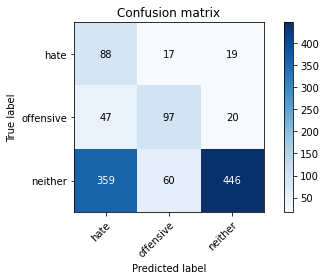 Confusion matrix
True label
hate 88 17 19
offensive 47 97 20
neither 359 60 446
hate offensive neither
Predicted label
400
350
300
250
200
150
100
50